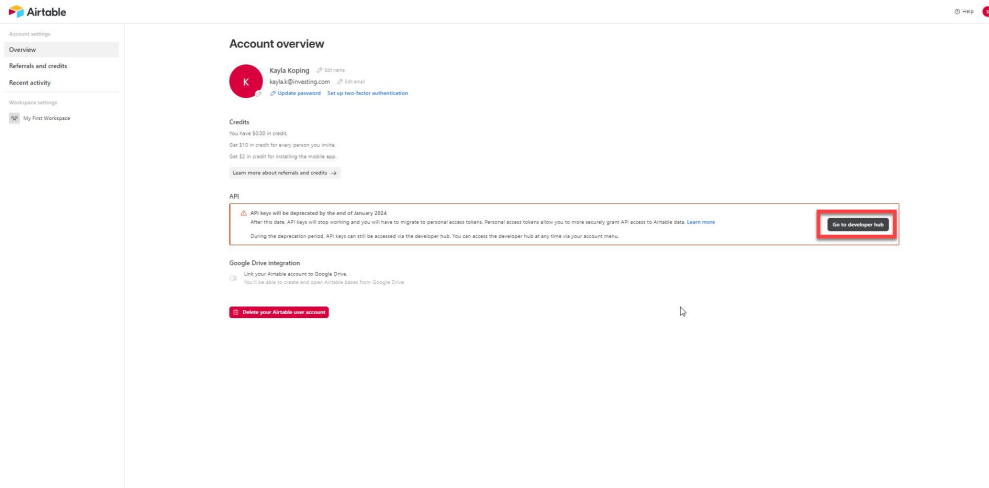 Airtable
Help
Account settings
Overview
Referrals and credits
Recent activity
Workspace settings
My First Workspace
Account overview
K
Kayla Koping
Edit name
kayla.k@investing.com
Edit email
Update password
Set up two-factor authentication
Credits
You have $0.00 in credit.
Get $10 in credit for every person you invite.
Get $2 in credit for installing the mobile app.
Learn more about referrals and credits →
API
API keys will be deprecated by the end of January 2024
After this date, API keys will stop working and you will have to migrate to personal access tokens. Personal access tokens allow you to more securely grant API access to Airtable data. Learn more
During the deprecation period, API keys can still be accessed via the developer hub. You can access the developer hub at any time via your account menu.
Go to developer hub
Google Drive integration
Link your Airtable account to Google Drive.
You'll be able to create and open Airtable bases from Google Drive
Delete your Airtable user account